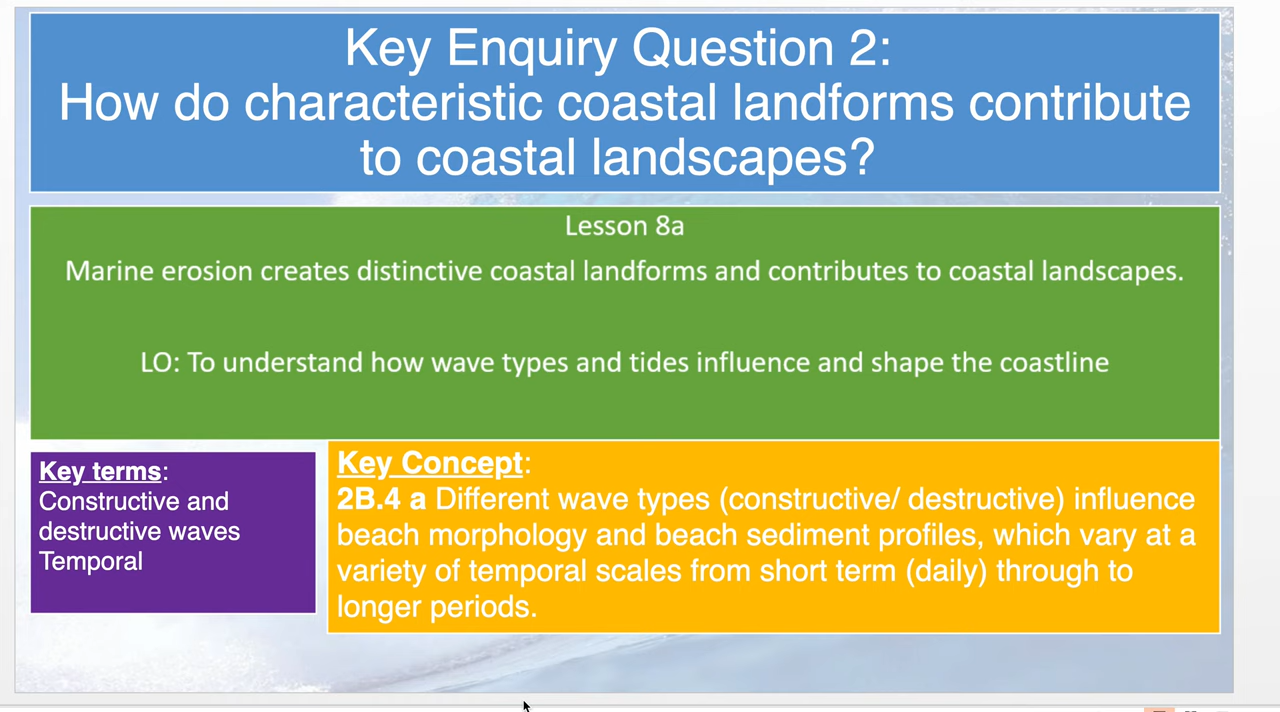 Key Enquiry Question 2:
How do characteristic coastal landforms contribute
to coastal landscapes?
Lesson 8a
Marine erosion creates distinctive coastal landforms and contributes to coastal landscapes.
LO: To understand how wave types and tides influence and shape the coastline
Key terms:
Constructive and
destructive waves
Temporal
Key Concept:
2B.4 a Different wave types (constructive/ destructive) influence
beach morphology and beach sediment profiles, which vary at a
variety of temporal scales from short term (daily) through to
longer periods.